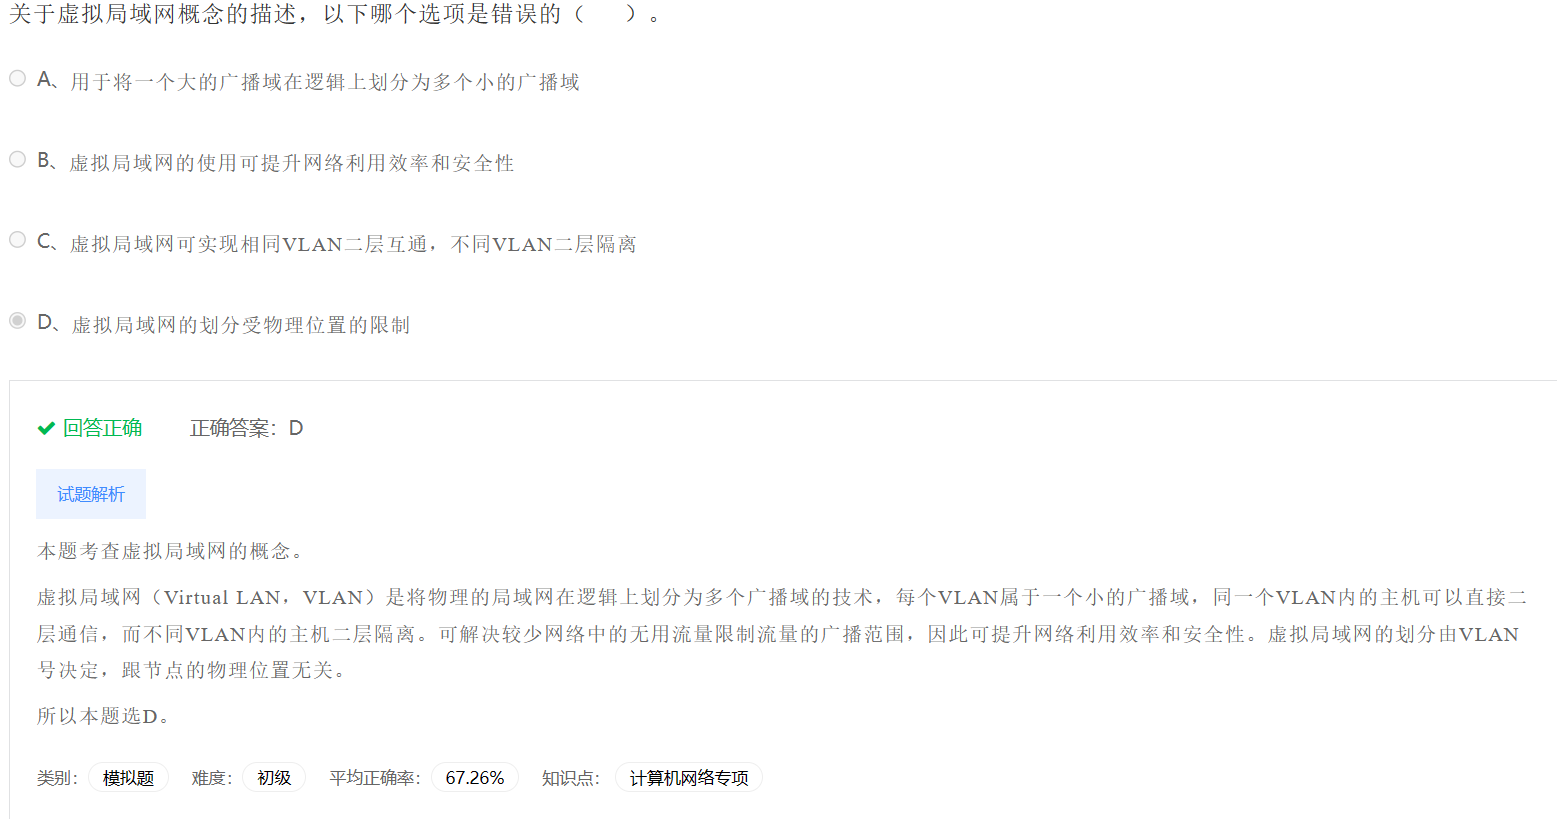 关于虚拟局域网概念的描述，以下哪个选项是错误的（　　）。
A、用于将一个大的广播域在逻辑上划分为多个小的广播域
B、虚拟局域网的使用可提升网络利用效率和安全性
C、虚拟局域网可实现相同VLAN二层互通，不同VLAN二层隔离
D、虚拟局域网的划分受物理位置的限制
回答正确 正确答案：D
试题解析
本题考查虚拟局域网的概念。
虚拟局域网（Virtual LAN，VLAN）是将物理的局域网在逻辑上划分为多个广播域的技术，每个VLAN属于一个小的广播域，同一个VLAN内的主机可以直接二
层通信，而不同VLAN内的主机二层隔离。可解决较少网络中的无用流量限制流量的广播范围，因此可提升网络利用效率和安全性。虚拟局域网的划分由VLAN
号决定，跟节点的物理位置无关。
所以本题选D。
类别： 模拟题 难度： 初级 平均正确率： 67.26% 知识点： 计算机网络专项